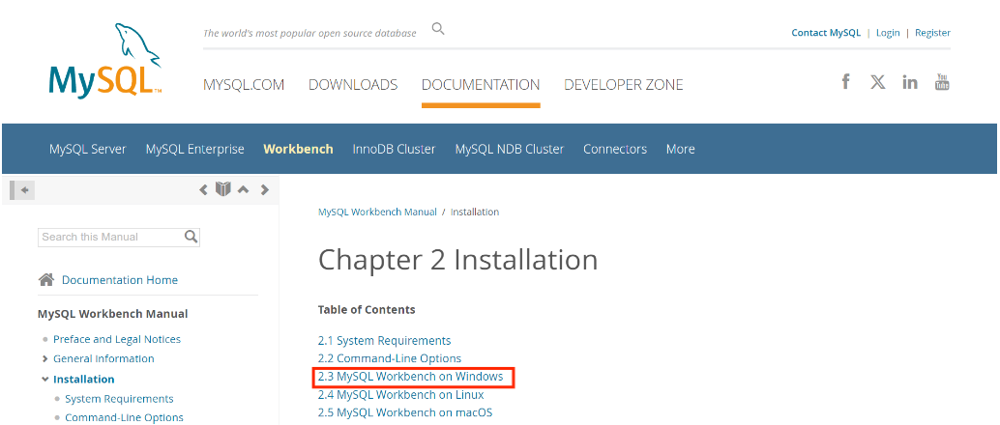 The world's most popular open source database
Contact MySQL | Login | Register
MySQL™
MYSQL.COM DOWNLOADS DOCUMENTATION DEVELOPER ZONE
f X in You Tube
MySQL Server MySQL Enterprise Workbench InnoDB Cluster MySQL NDB Cluster Connectors More
Search this Manual
Documentation Home
MySQL Workbench Manual
Preface and Legal Notices
General Information
Installation
System Requirements
Command-Line Options
MySQL Workbench Manual / Installation
Chapter 2 Installation
Table of Contents
2.1 System Requirements
2.2 Command-Line Options
2.3 MySQL Workbench on Windows
2.4 MySQL Workbench on Linux
2.5 MySQL Workbench on macOS